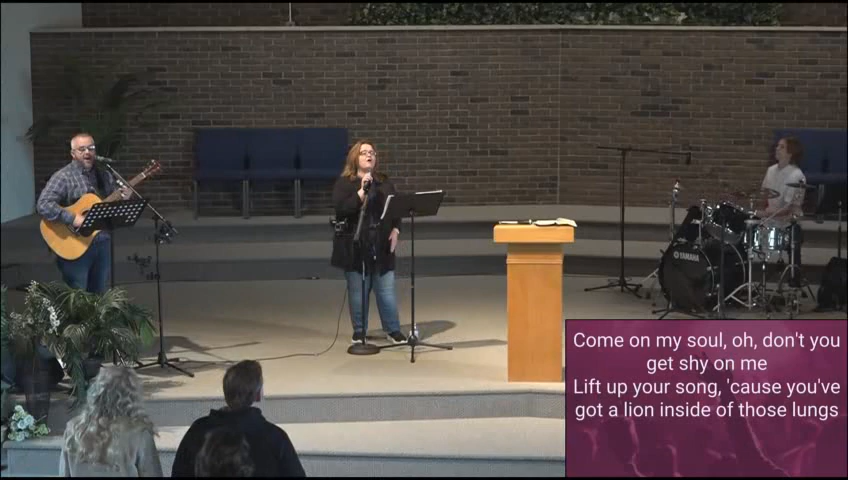 YAMAHA
Come on my soul, oh, don't you
get shy on me
Lift up your song, 'cause you've
got a lion inside of those lungs